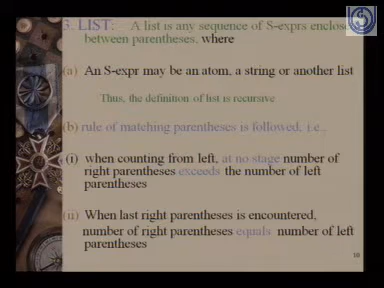 3. LIST: A list is any sequence of S-exprs enclose
between parentheses, where
(a) An S-expr may be an atom, a string or another list
Thus, the definition of list is recursive
(b) rule of matching parentheses is followed, i.e.,
(i) when counting from left, at no stage number of
right parentheses exceeds the number of left
parentheses
(ii) When last right parentheses is encountered,
number of right parentheses equals number of left
parentheses
10